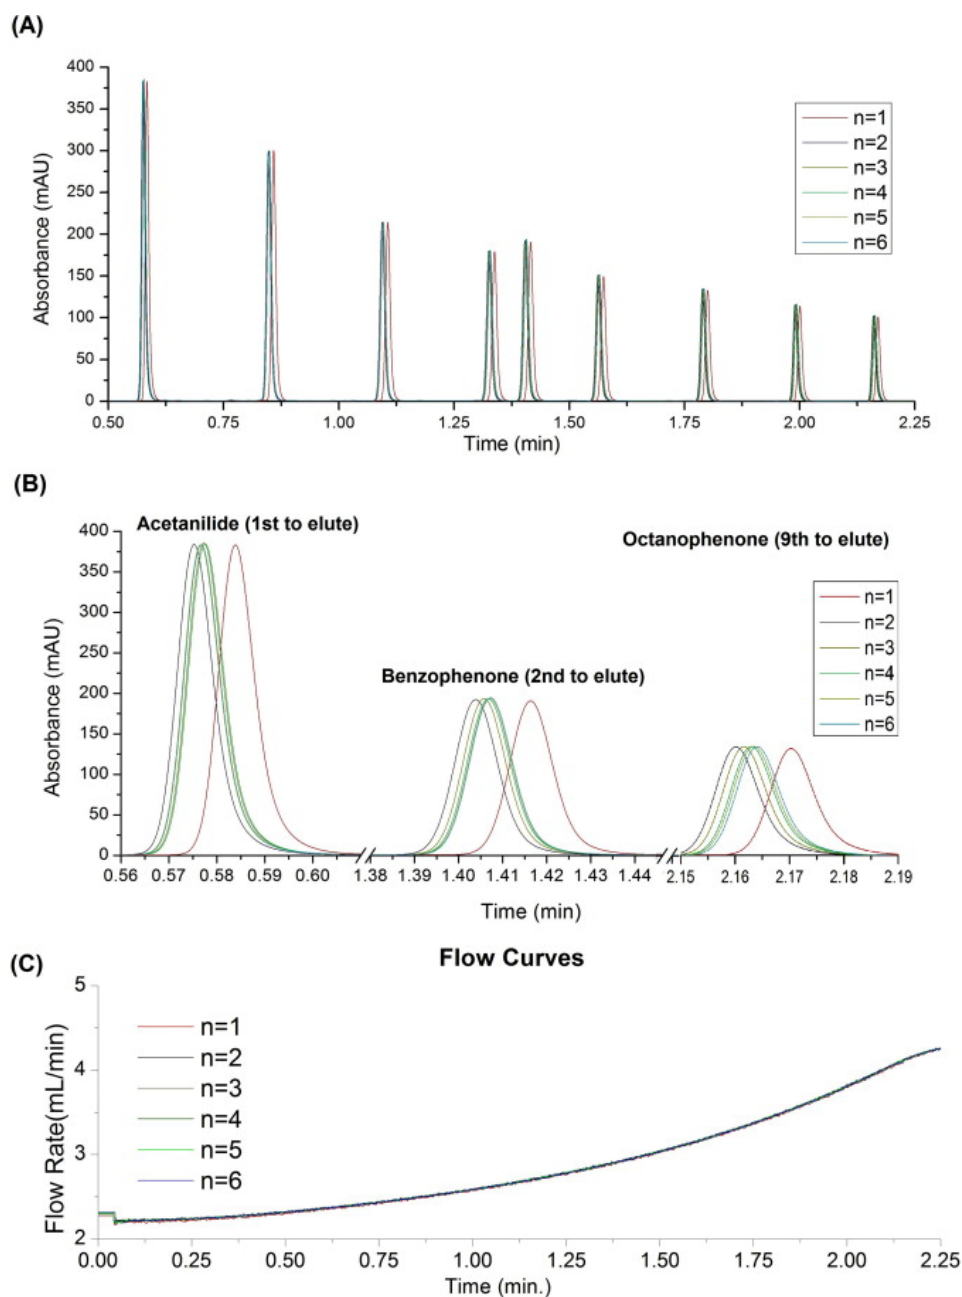 (A)
400
350
300
250
200
150
100
50
0
Absorbance (mAU)
n=1
n=2
n=3
n=4
n=5
n=6
0.50 0.75 1.00 1.25 1.50 1.75 2.00 2.25
Time (min)
(B)
Acetanilide (1st to elute)
Octanophenone (9th to elute)
Benzophenone (2nd to elute)
400
350
300
250
200
150
100
50
0
Absorbance (mAU)
n=1
n=2
n=3
n=4
n=5
n=6
0.56 0.57 0.58 0.59 0.60 1.38 1.39 1.40 1.41 1.42 1.43 1.44 2.15 2.16 2.17 2.18 2.19
Time (min)
(C)
Flow Curves
5
4
3
2
Flow Rate(mL/min)
n=1
n=2
n=3
n=4
n=5
n=6
0.00 0.25 0.50 0.75 1.00 1.25 1.50 1.75 2.00 2.25
Time (min.)